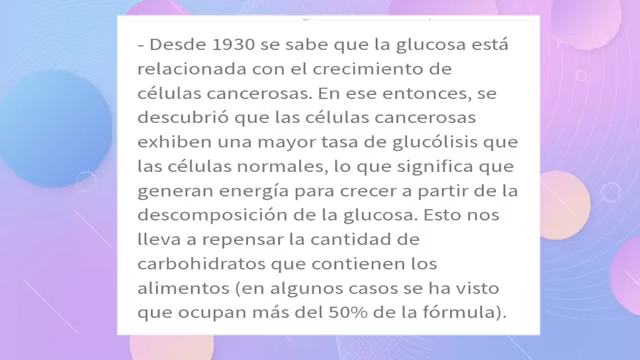 - Desde 1930 se sabe que la glucosa está
relacionada con el crecimiento de
células cancerosas. En ese entonces, se
descubrió que las células cancerosas
exhiben una mayor tasa de glucólisis que
las células normales, lo que significa que
generan energía para crecer a partir de la
descomposición de la glucosa. Esto nos
lleva a repensar la cantidad de
carbohidratos que contienen los
alimentos (en algunos casos se ha visto
que ocupan más del 50% de la fórmula).